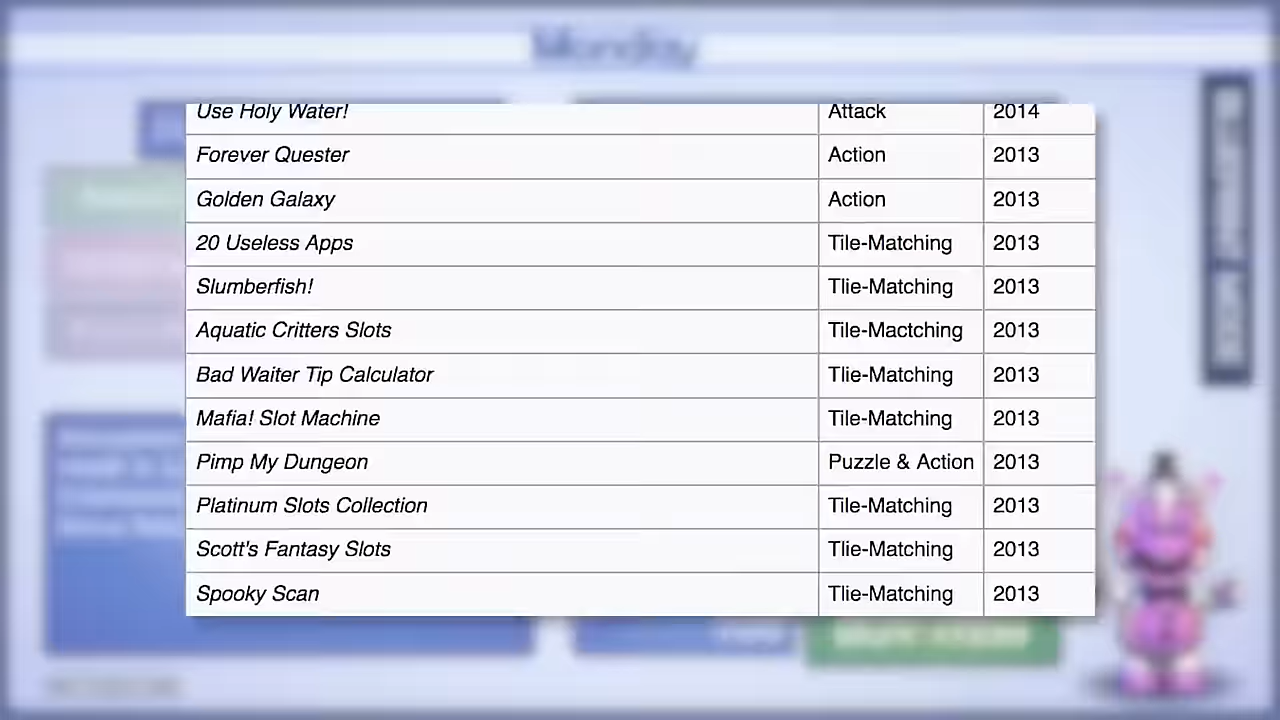 Monday
Use Holy Water! Attack 2014
Forever Quester Action 2013
Golden Galaxy Action 2013
20 Useless Apps Tile-Matching 2013
Slumberfish! Tlie-Matching 2013
Aquatic Critters Slots Tile-Mactching 2013
Bad Waiter Tip Calculator Tlie-Matching 2013
Mafia! Slot Machine Tile-Matching 2013
Pimp My Dungeon Puzzle & Action 2013
Platinum Slots Collection Tile-Matching 2013
Scott's Fantasy Slots Tlie-Matching 2013
Spooky Scan Tlie-Matching 2013